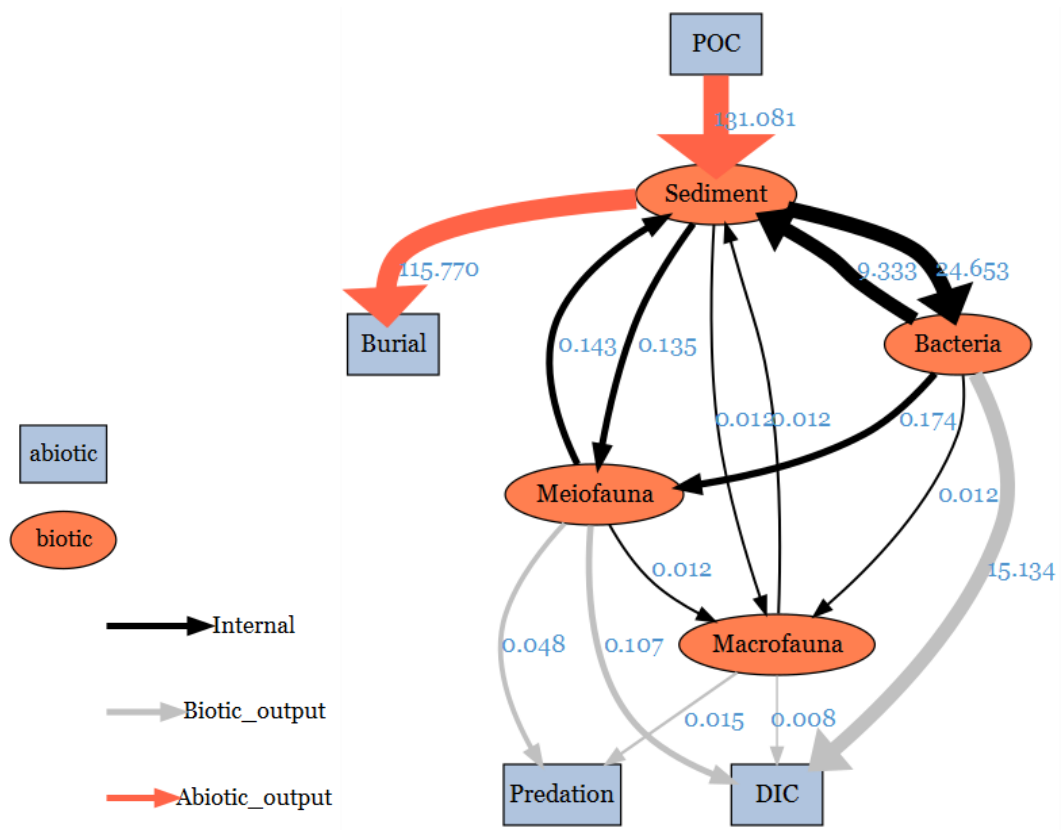 POC
131.081
Sediment
115.770
9.333
24.653
Burial
0.143
0.135
Bacteria
0.012
0.012
0.174
abiotic
Meiofauna
0.012
biotic
0.012
15.134
Internal
0.048
0.107
Macrofauna
Biotic_output
0.015
0.008
Abiotic_output
Predation
DIC